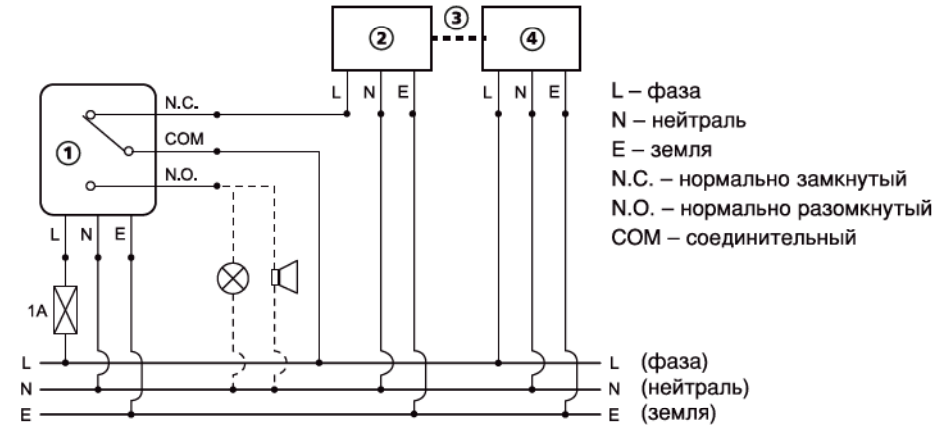 ③
② ④
L N E L N E
N.C.
COM
①
N.O.
L N E
1A
L – фаза
N – нейтраль
E – земля
N.C. – нормально замкнутый
N.O. – нормально разомкнутый
COM – соединительный
L L (фаза)
N N (нейтраль)
E E (земля)